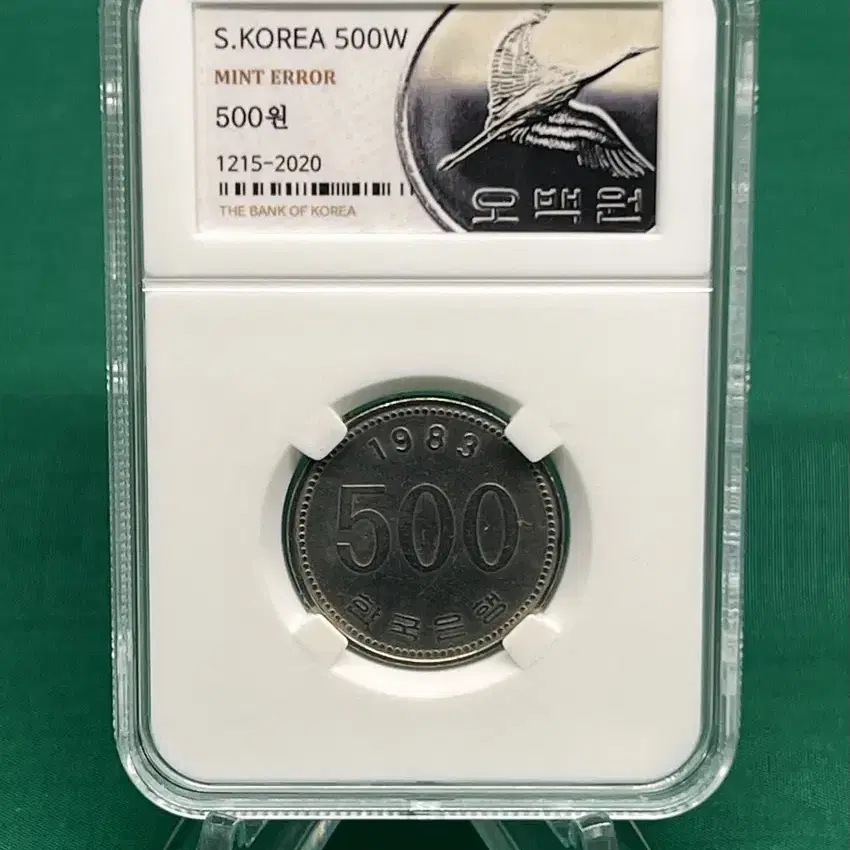 S.KOREA 500W
MINT ERROR
500원
1215-2020
THE BANK OF KOREA
오백원
1983
500
한국은행